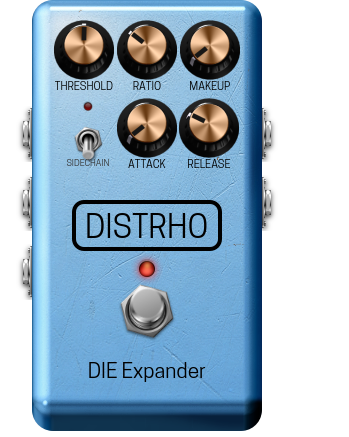 THRESHOLD RATIO MAKEUP
SIDECHAIN ATTACK RELEASE
DISTRHO
DIE Expander